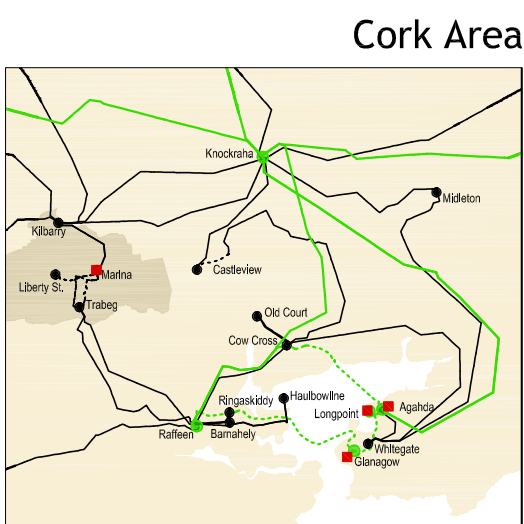 Cork Area
Knockraha
Midleton
Kilbarry
Castleview
Marina
Liberty St.
Trabeg
Old Court
Cow Cross
Ringaskiddy
Haulbowline
Longpoint
Agahda
Raffeen
Barnahely
Whitegate
Glanagow